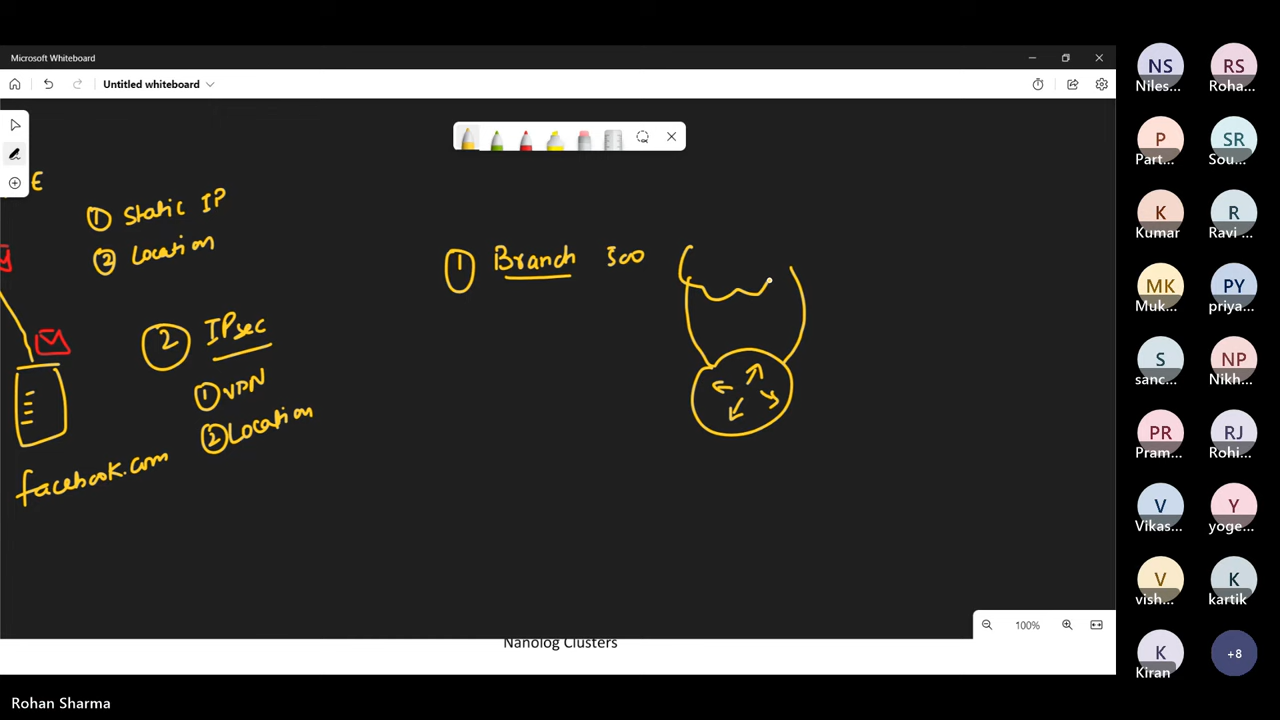 Microsoft Whiteboard
Untitled whiteboard
E
① Static IP
② Location
② IPsec
① VPN
② Location
facebook.com
① Branch 500
100%
Nanolog Clusters
Rohan Sharma
NS
Niles...
RS
Roha...
P
Part...
SR
Sou...
K
Kumar
R
Ravi ...
MK
Muk...
PY
priya...
S
sanc...
NP
Nikh...
PR
Pram...
RJ
Rohi...
V
Vikas...
Y
yoge...
V
vish...
K
kartik
K
Kiran
+8